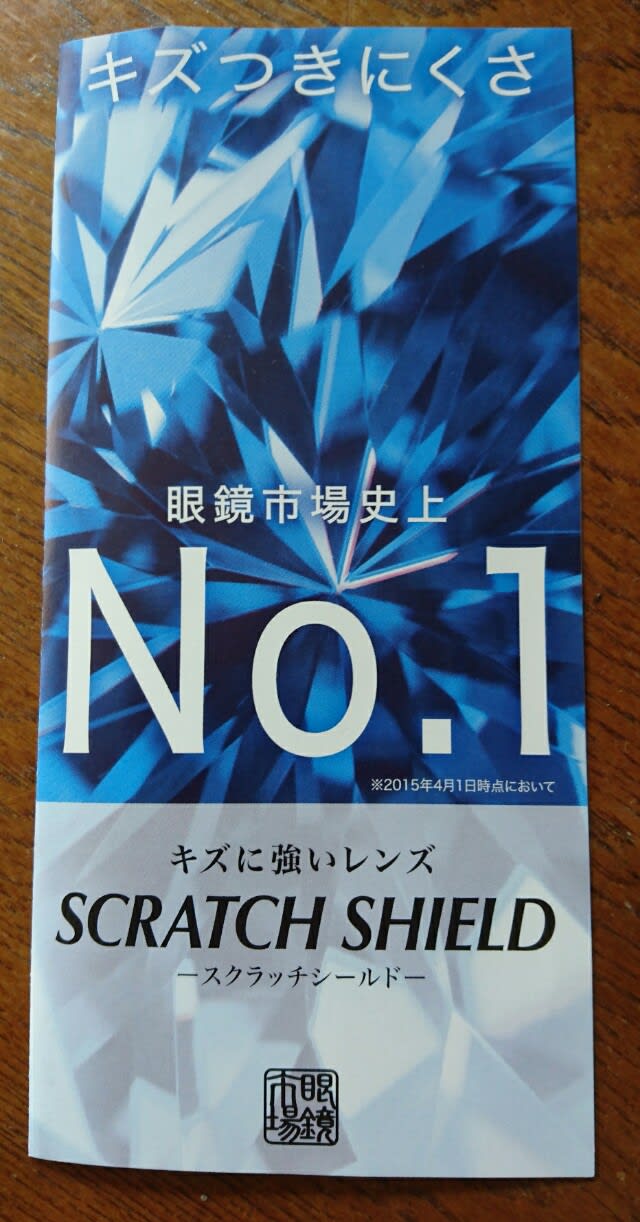 キズつきにくさ
眼鏡市場史上
No.1
※2015年4月1日時点において
キズに強いレンズ
SCRATCH SHIELD
―スクラッチシールド―
眼鏡
市場